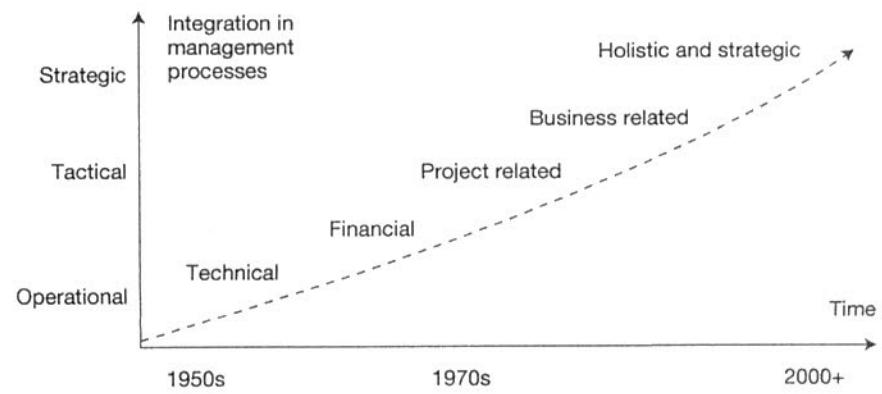 Integration in
management
processes
Holistic and strategic
Strategic
Business related
Tactical
Project related
Financial
Technical
Operational
Time
1950s
1970s
2000+